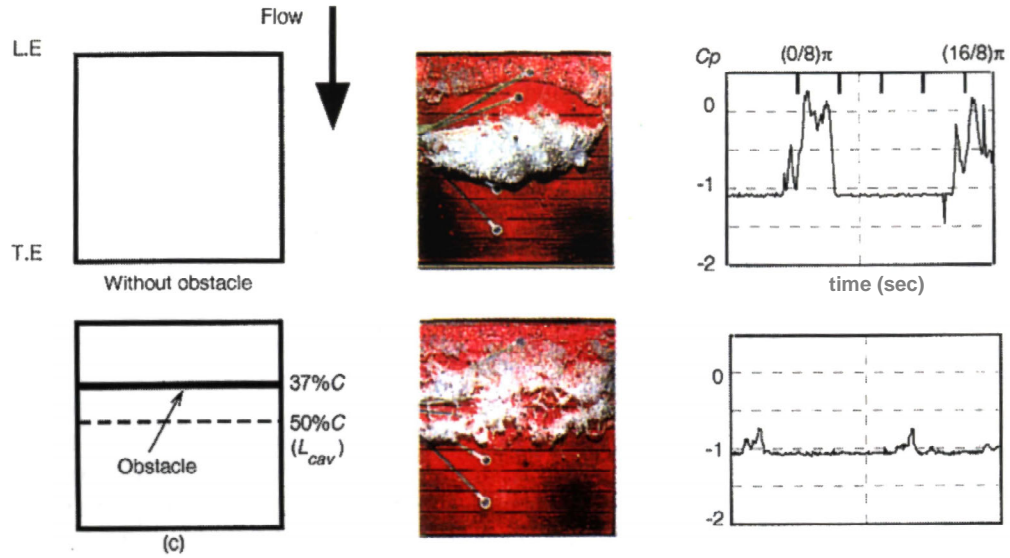 Flow
L.E
T.E
Without obstacle
Cp
(0/8)π
(16/8)π
0
-1
-2
time (sec)
37%C
50%C
(L_cav)
Obstacle
(c)
0
-1
-2